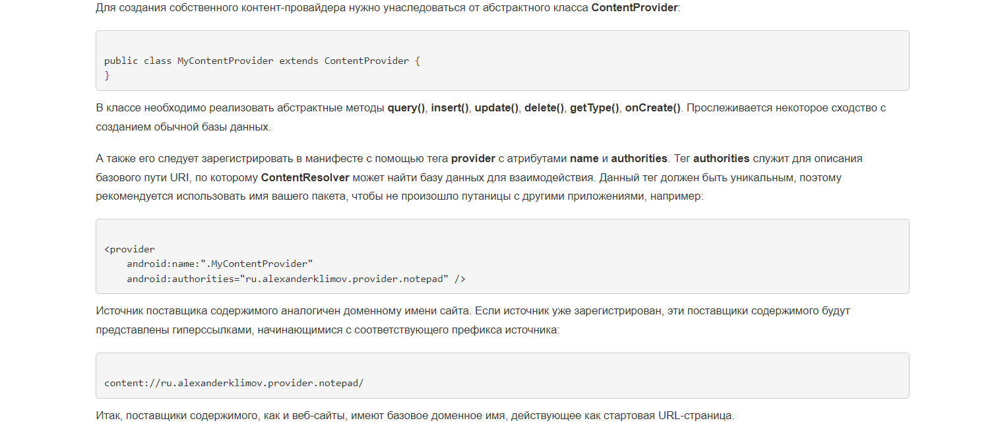 Для создания собственного контент-провайдера нужно унаследоваться от абстрактного класса ContentProvider:
public class MyContentProvider extends ContentProvider {
}
В классе необходимо реализовать абстрактные методы query(), insert(), update(), delete(), getType(), onCreate(). Прослеживается некоторое сходство с
созданием обычной базы данных.
А также его следует зарегистрировать в манифесте с помощью тега provider с атрибутами name и authorities. Тег authorities служит для описания
базового пути URI, по которому ContentResolver может найти базу данных для взаимодействия. Данный тег должен быть уникальным, поэтому
рекомендуется использовать имя вашего пакета, чтобы не произошло путаницы с другими приложениями, например:
<provider
    android:name:".MyContentProvider"
    android:authorities="ru.alexanderklimov.provider.notepad" />
Источник поставщика содержимого аналогичен доменному имени сайта. Если источник уже зарегистрирован, эти поставщики содержимого будут
представлены гиперссылками, начинающимися с соответствующего префикса источника:
content://ru.alexanderklimov.provider.notepad/
Итак, поставщики содержимого, как и веб-сайты, имеют базовое доменное имя, действующее как стартовая URL-страница.